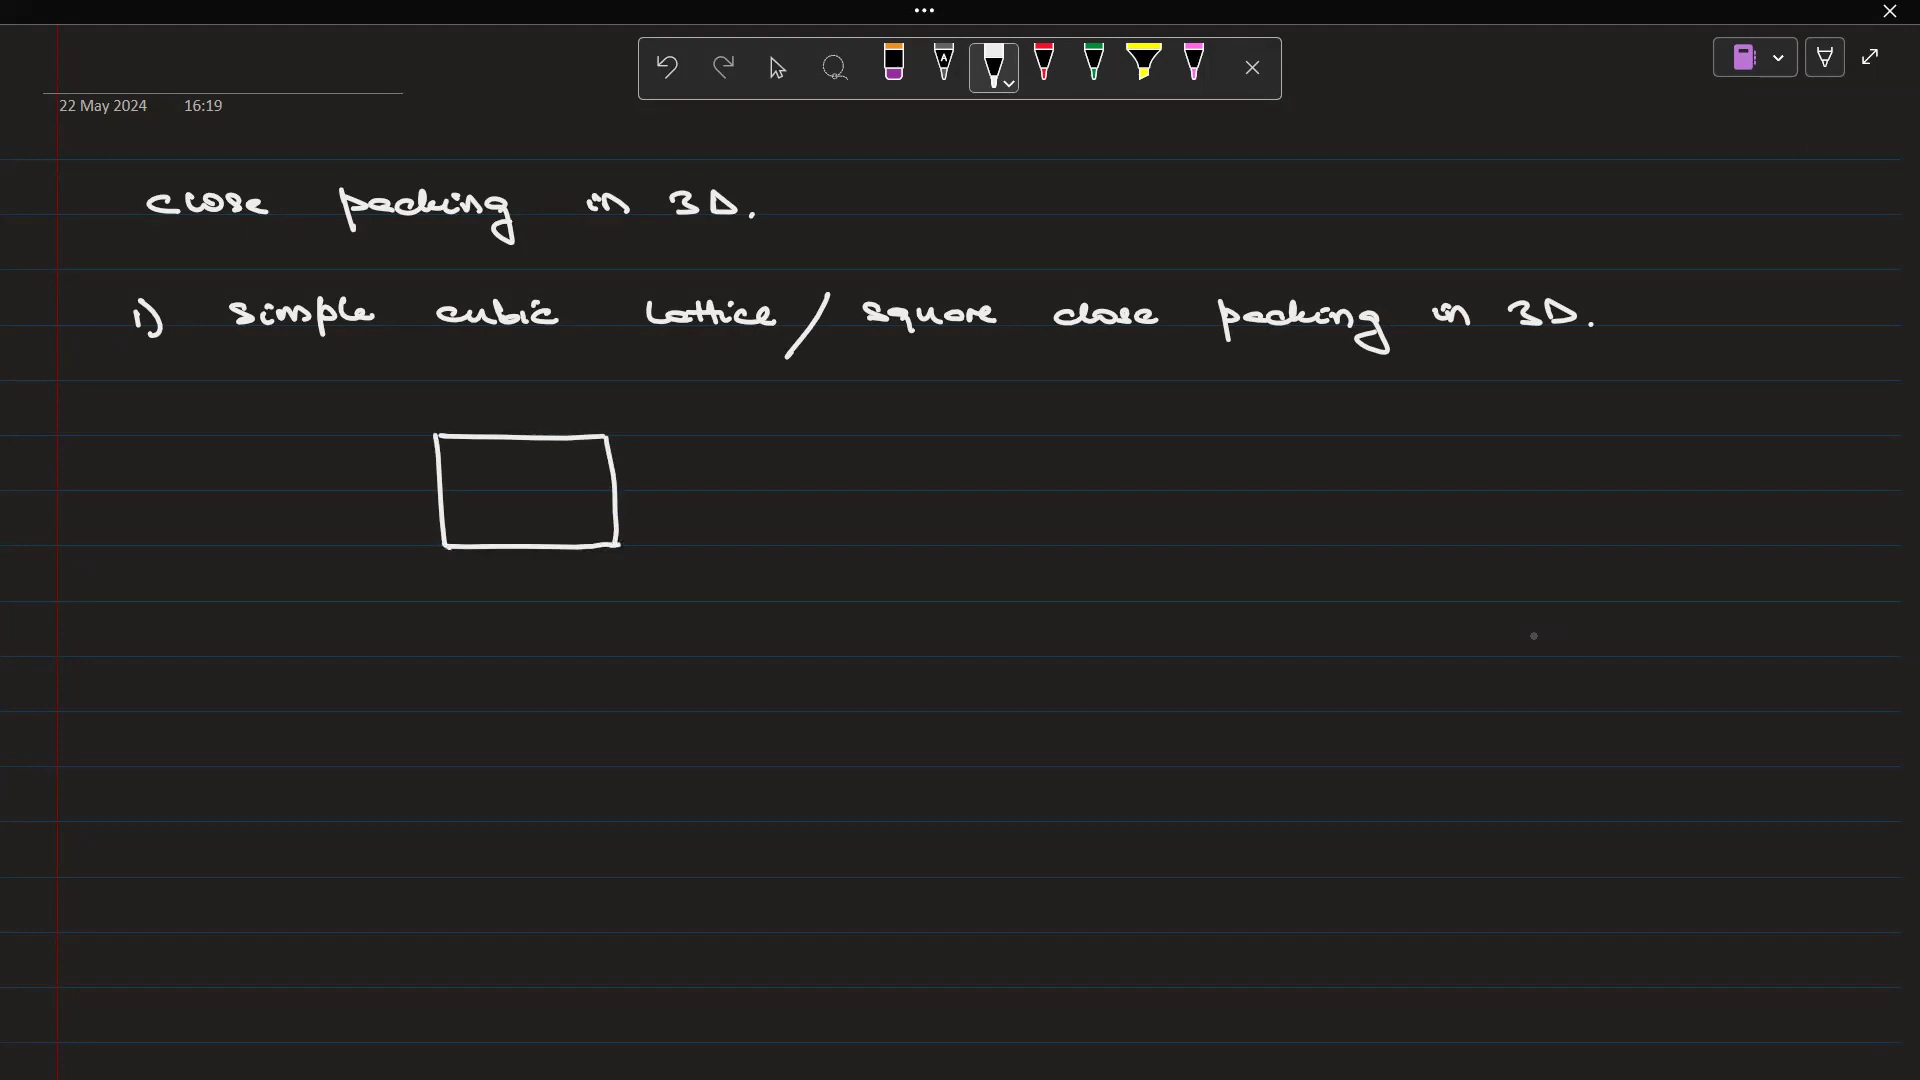 22 May 2024 16:19
close packing in 3D.
1) simple cubic lattice/square close packing in 3D.